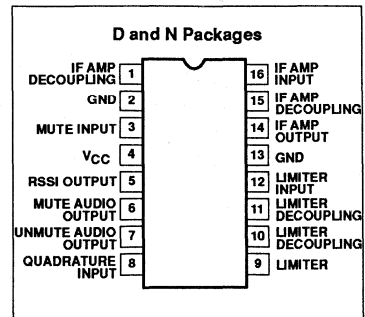 D and N Packages
IF AMP
DECOUPLING 1
GND 2
MUTE INPUT 3
VCC 4
RSSI OUTPUT 5
MUTE AUDIO
OUTPUT 6
UNMUTE AUDIO
OUTPUT 7
QUADRATURE
INPUT 8
16 IF AMP
INPUT
15 IF AMP
DECOUPLING
14 IF AMP
OUTPUT
13 GND
12 LIMITER
INPUT
11 LIMITER
DECOUPLING
10 LIMITER
DECOUPLING
9 LIMITER